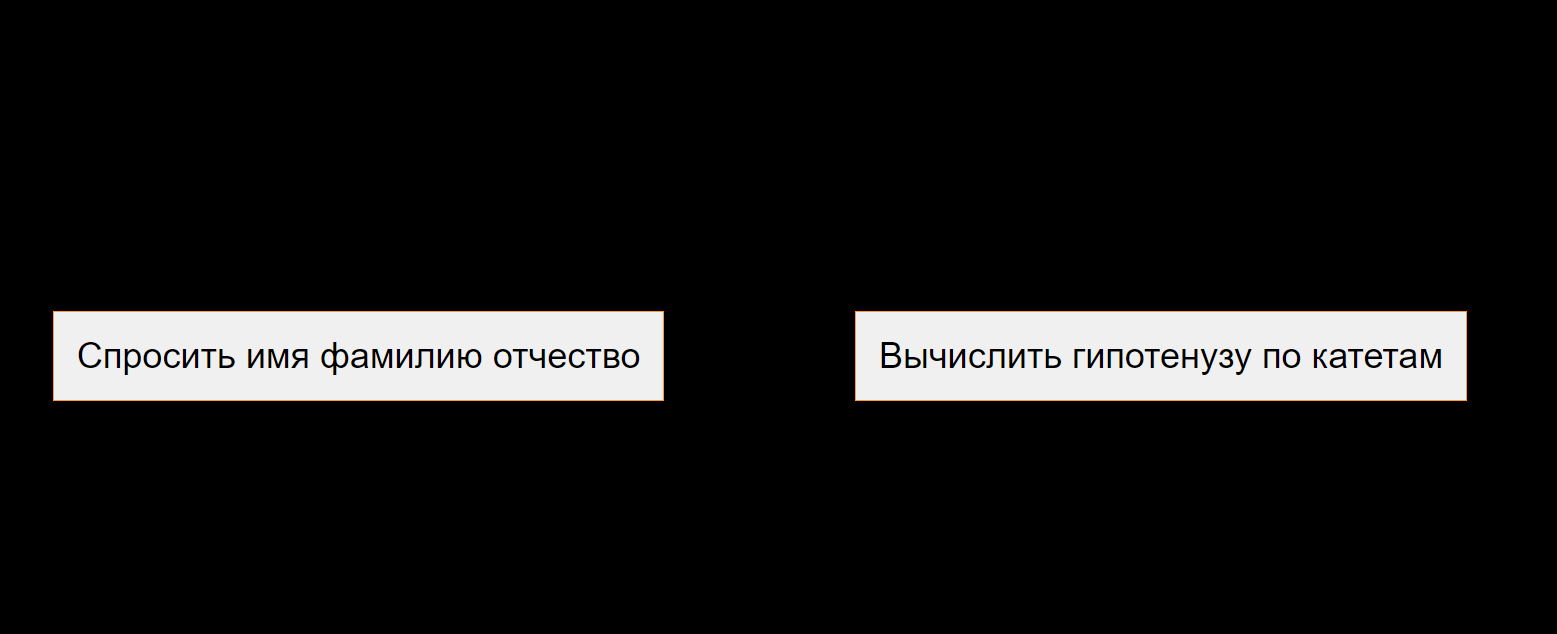 Спросить имя фамилию отчество
Вычислить гипотенузу по катетам